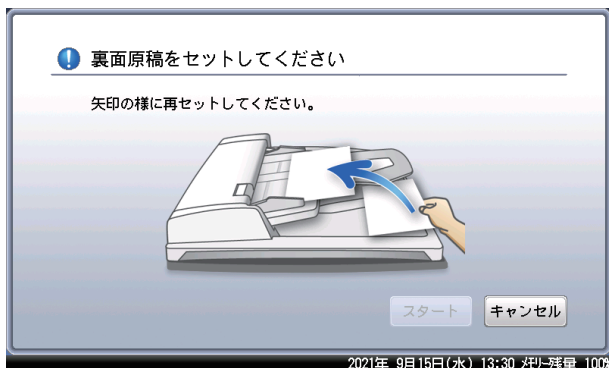 裏面原稿をセットしてください
矢印の様に再セットしてください。
スタート
キャンセル
2021年 9月15日(水) 13:30 メモリー残量 100%